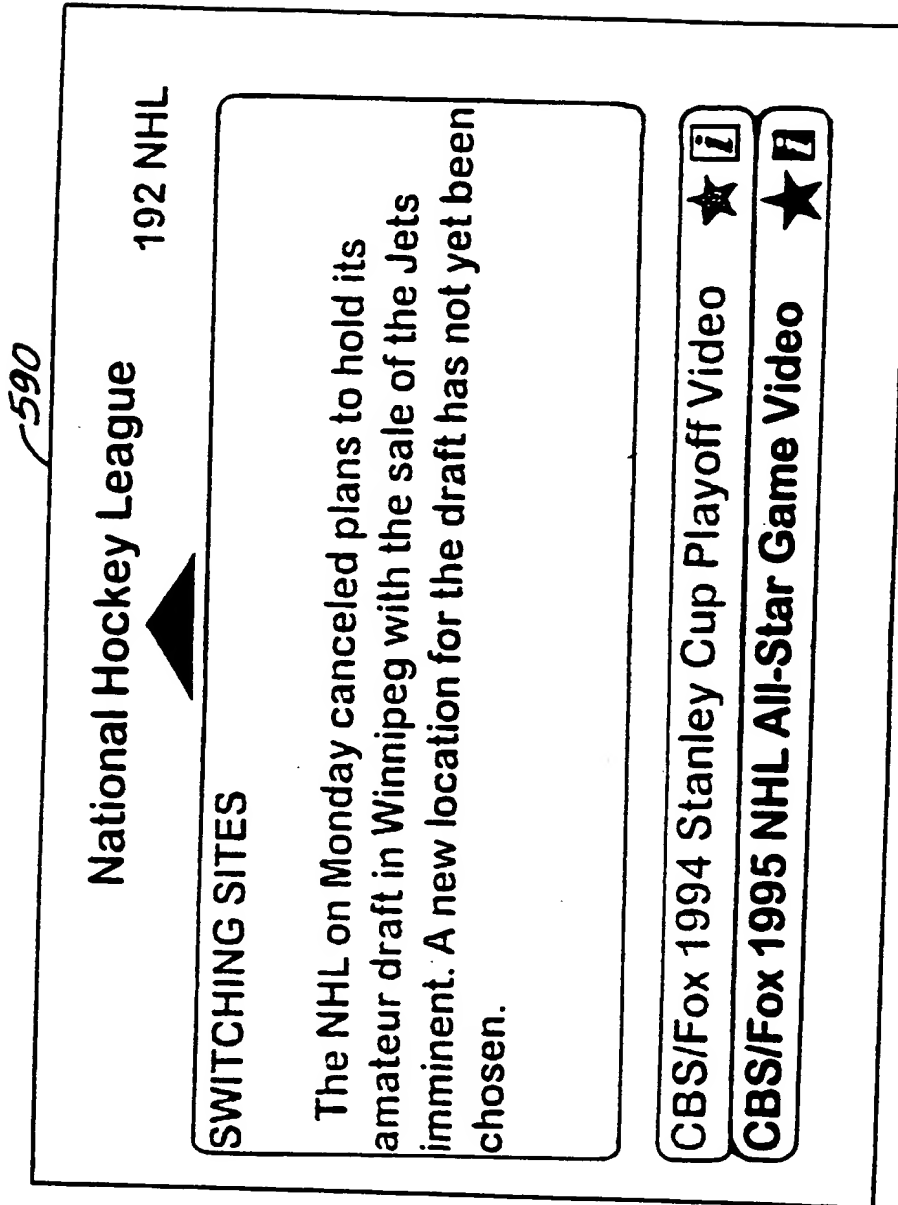 590
National Hockey League
192 NHL
SWITCHING SITES
The NHL on Monday canceled plans to hold its
amateur draft in Winnipeg with the sale of the Jets
imminent. A new location for the draft has not yet been
chosen.
CBS/Fox 1994 Stanley Cup Playoff Video i
CBS/Fox 1995 NHL All-Star Game Video i